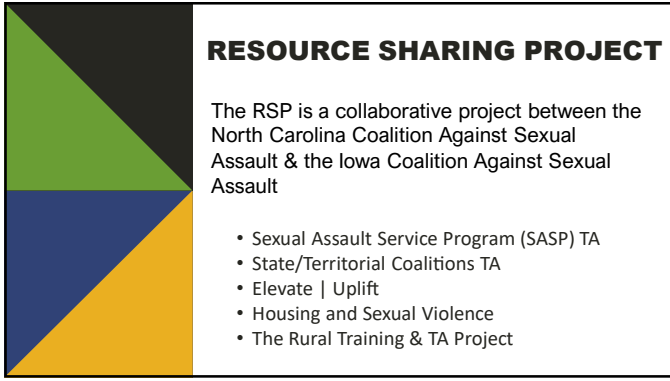 RESOURCE SHARING PROJECT
The RSP is a collaborative project between the
North Carolina Coalition Against Sexual
Assault & the Iowa Coalition Against Sexual
Assault
• Sexual Assault Service Program (SASP) TA
• State/Territorial Coalitions TA
• Elevate | Uplift
• Housing and Sexual Violence
• The Rural Training & TA Project